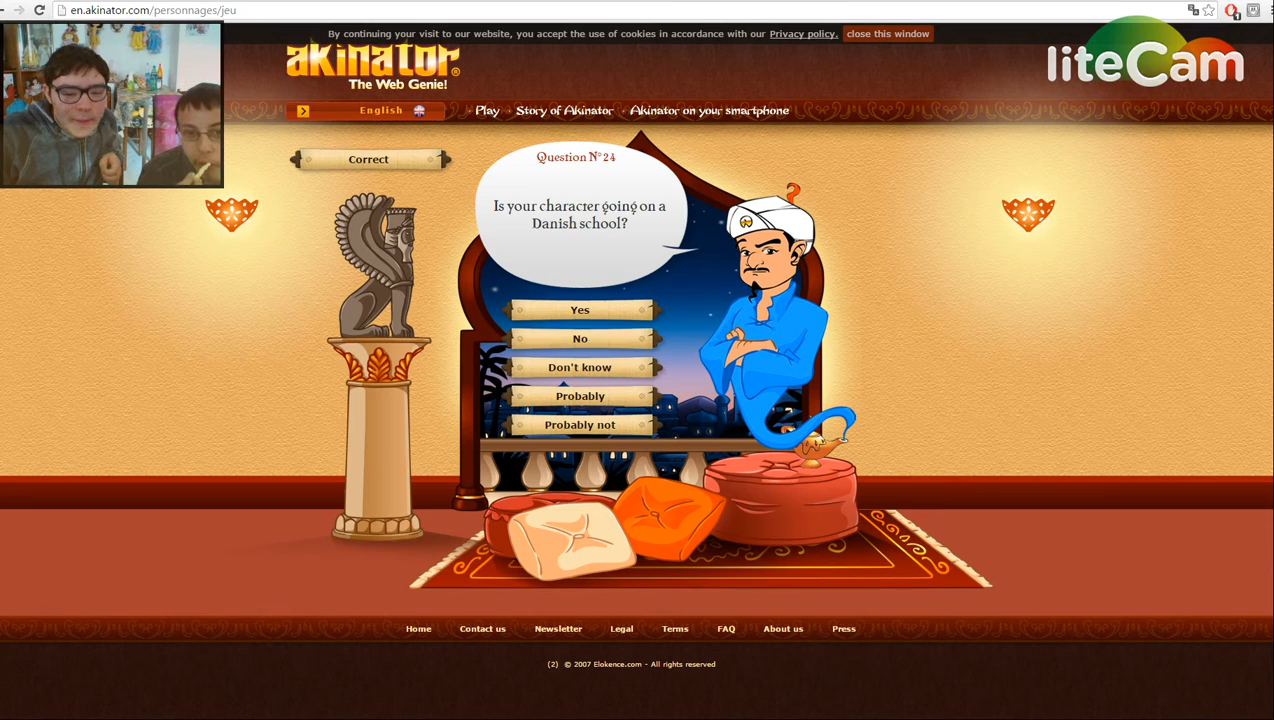 en.akinator.com/personnages/jeu
By continuing your visit to our website, you accept the use of cookies in accordance with our Privacy policy. close this window
akinator®
The Web Genie!
liteCam
English
Play
Story of Akinator
Akinator on your smartphone
Correct
Question N°24
Is your character going on a
Danish school?
Yes
No
Don't know
Probably
Probably not
Home Contact us Newsletter Legal Terms FAQ About us Press
(2) © 2007 Elokence.com - All rights reserved